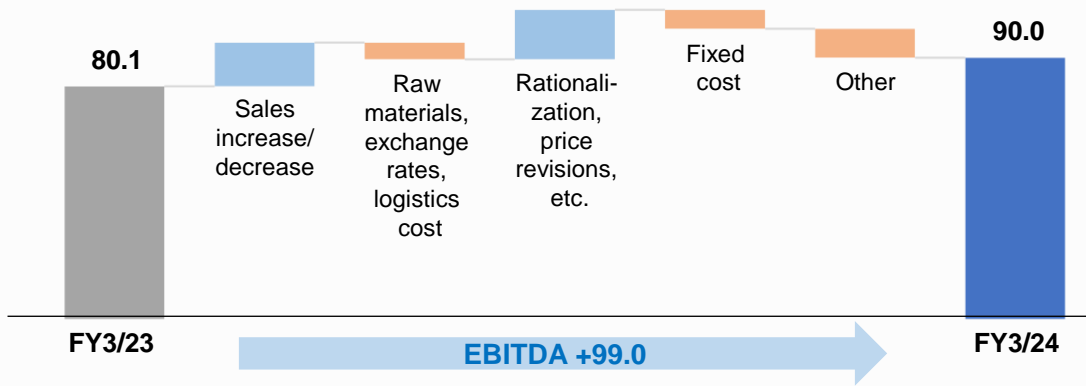 80.1
Sales
increase/
decrease
Raw
materials,
exchange
rates,
logistics
cost
Rationali-
zation,
price
revisions,
etc.
Fixed
cost
Other
90.0
FY3/23
EBITDA +99.0
FY3/24